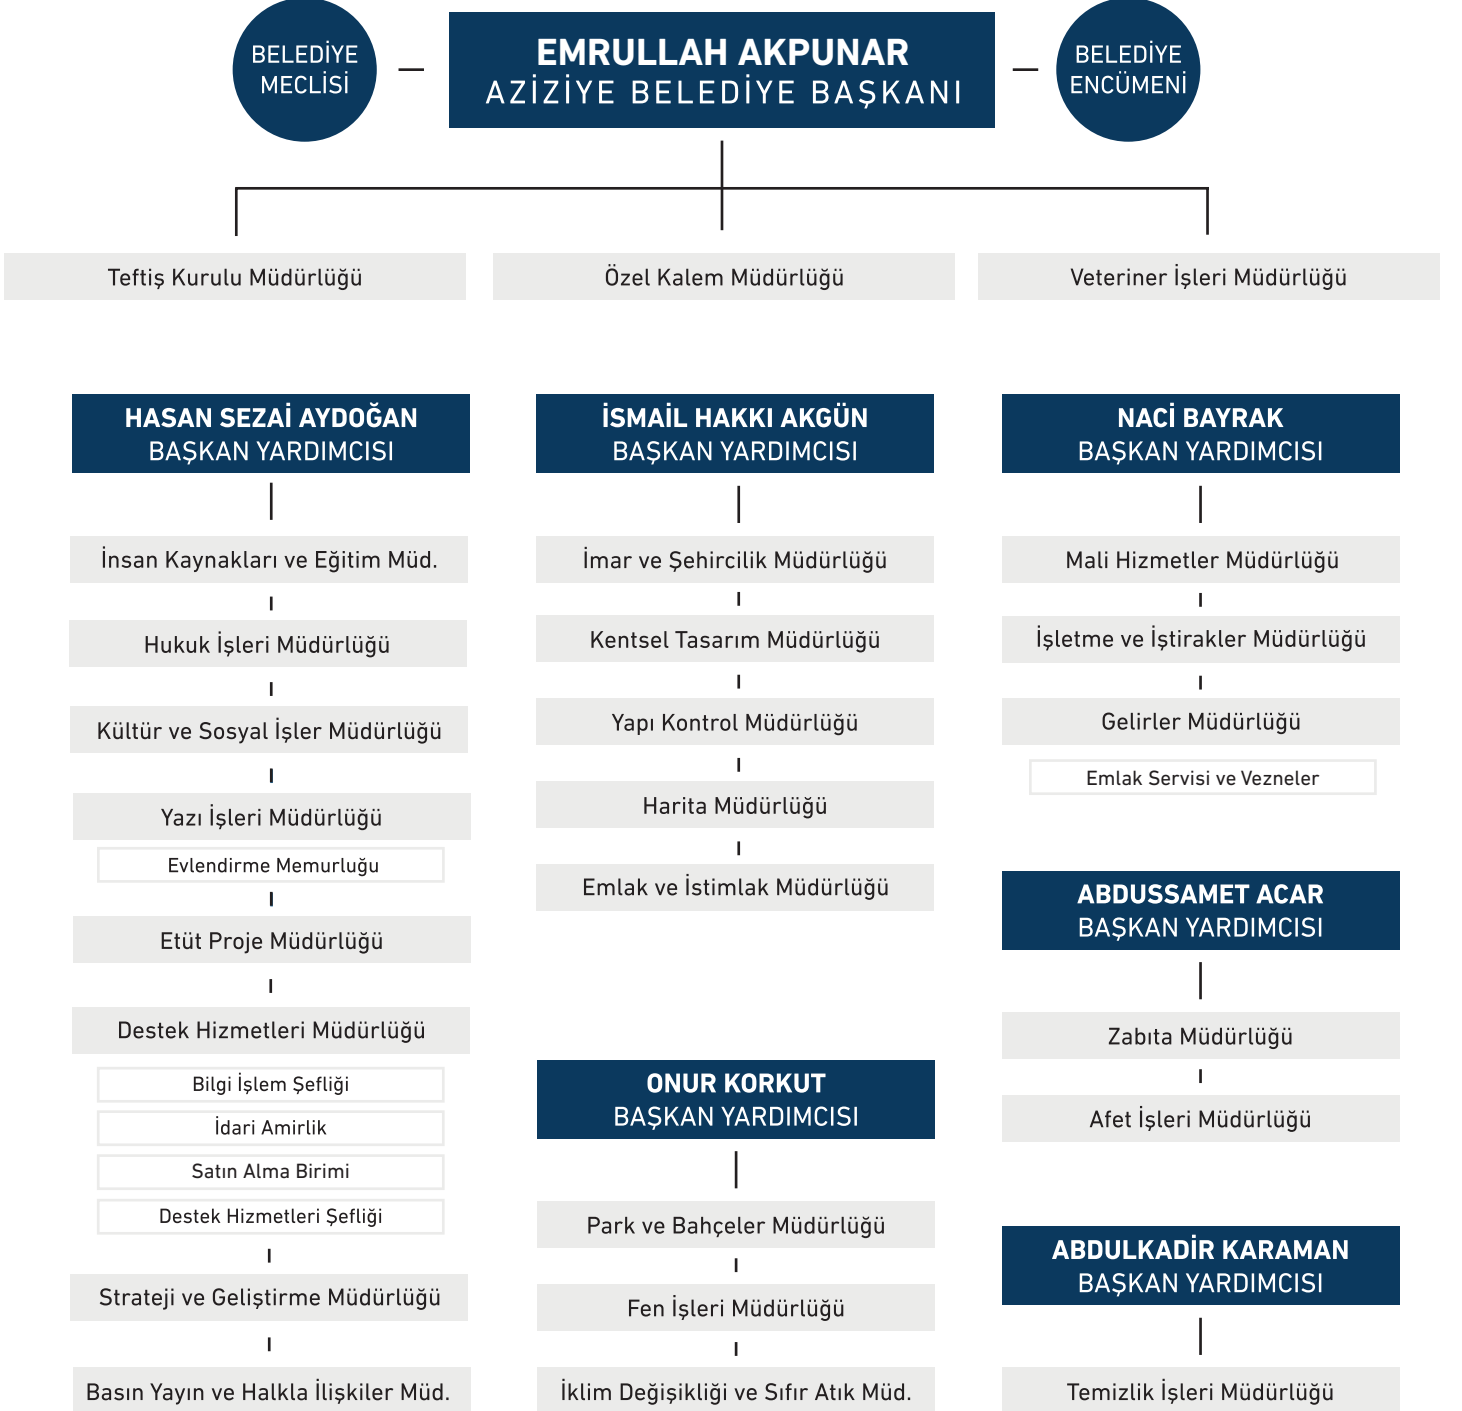 BELEDİYE
MECLİSİ
EMRULLAH AKPUNAR
AZİZİYE BELEDİYE BAŞKANI
BELEDİYE
ENCÜMENİ
Teftiş Kurulu Müdürlüğü
Özel Kalem Müdürlüğü
Veteriner İşleri Müdürlüğü
HASAN SEZAİ AYDOĞAN
BAŞKAN YARDIMCISI
İnsan Kaynakları ve Eğitim Müd.
Hukuk İşleri Müdürlüğü
Kültür ve Sosyal İşler Müdürlüğü
Yazı İşleri Müdürlüğü
Evlendirme Memurluğu
Etüt Proje Müdürlüğü
Destek Hizmetleri Müdürlüğü
Bilgi İşlem Şefliği
İdari Amirlik
Satın Alma Birimi
Destek Hizmetleri Şefliği
Strateji ve Geliştirme Müdürlüğü
Basın Yayın ve Halkla İlişkiler Müd.
İSMAİL HAKKI AKGÜN
BAŞKAN YARDIMCISI
İmar ve Şehircilik Müdürlüğü
Kentsel Tasarım Müdürlüğü
Yapı Kontrol Müdürlüğü
Harita Müdürlüğü
Emlak ve İstimlak Müdürlüğü
ONUR KORKUT
BAŞKAN YARDIMCISI
Park ve Bahçeler Müdürlüğü
Fen İşleri Müdürlüğü
İklim Değişikliği ve Sıfır Atık Müd.
NACİ BAYRAK
BAŞKAN YARDIMCISI
Mali Hizmetler Müdürlüğü
İşletme ve İştirakler Müdürlüğü
Gelirler Müdürlüğü
Emlak Servisi ve Vezneler
ABDUSSAMET ACAR
BAŞKAN YARDIMCISI
Zabıta Müdürlüğü
Afet İşleri Müdürlüğü
ABDULKADİR KARAMAN
BAŞKAN YARDIMCISI
Temizlik İşleri Müdürlüğü